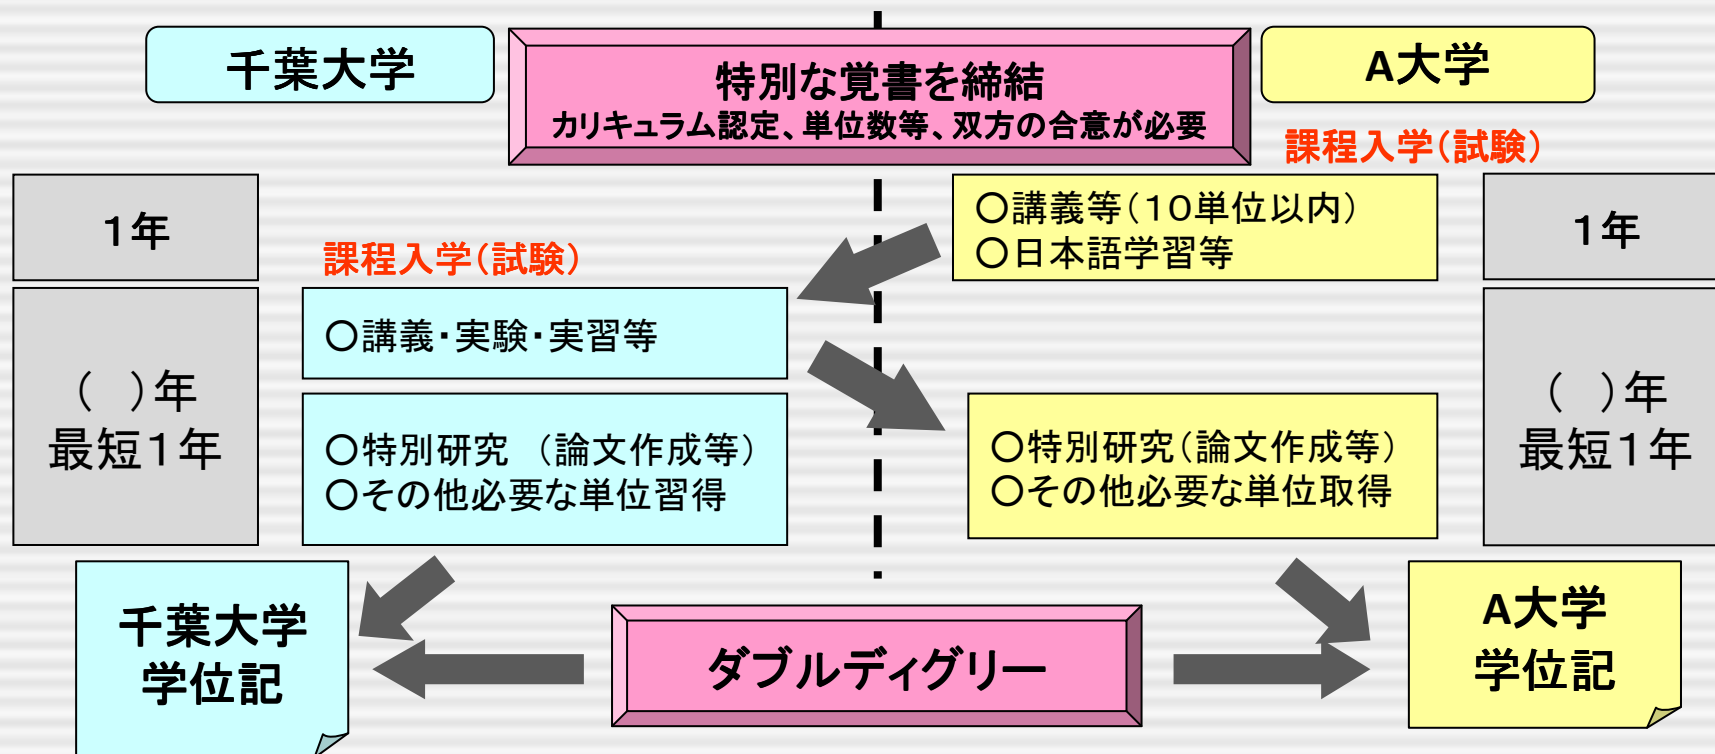 千葉大学
特別な覚書を締結
カリキュラム認定、単位数等、双方の合意が必要
A大学
課程入学(試験)
1年
○講義等(10単位以内)
○日本語学習等
1年
課程入学(試験)
○講義・実験・実習等
( )年
最短1年
○特別研究 (論文作成等)
○その他必要な単位習得
○特別研究(論文作成等)
○その他必要な単位取得
( )年
最短1年
千葉大学
学位記
ダブルディグリー
A大学
学位記